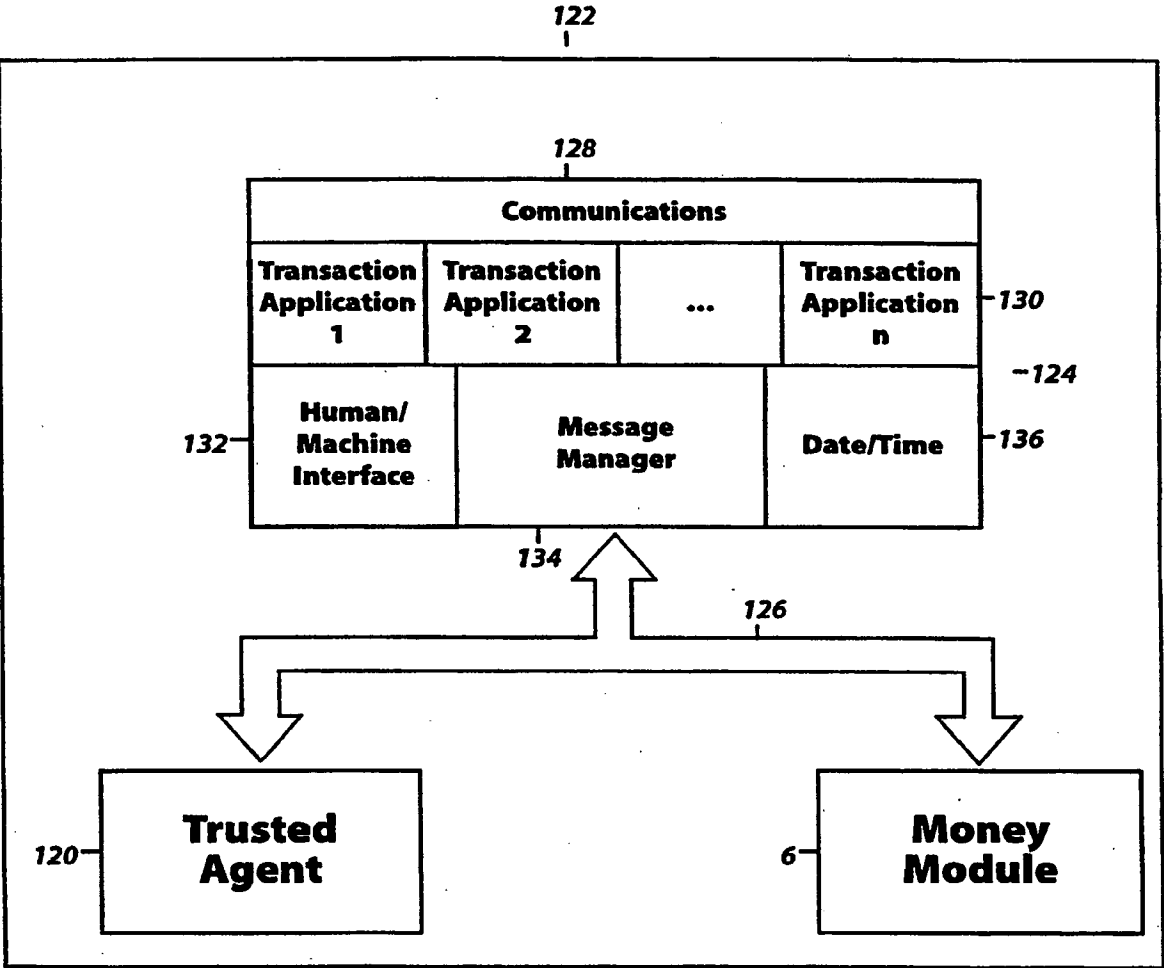 122
128
Communications
Transaction
Application
1
Transaction
Application
2
...
Transaction
Application
n
130
124
132
Human/
Machine
Interface
Message
Manager
Date/Time
136
134
126
120
Trusted
Agent
6
Money
Module